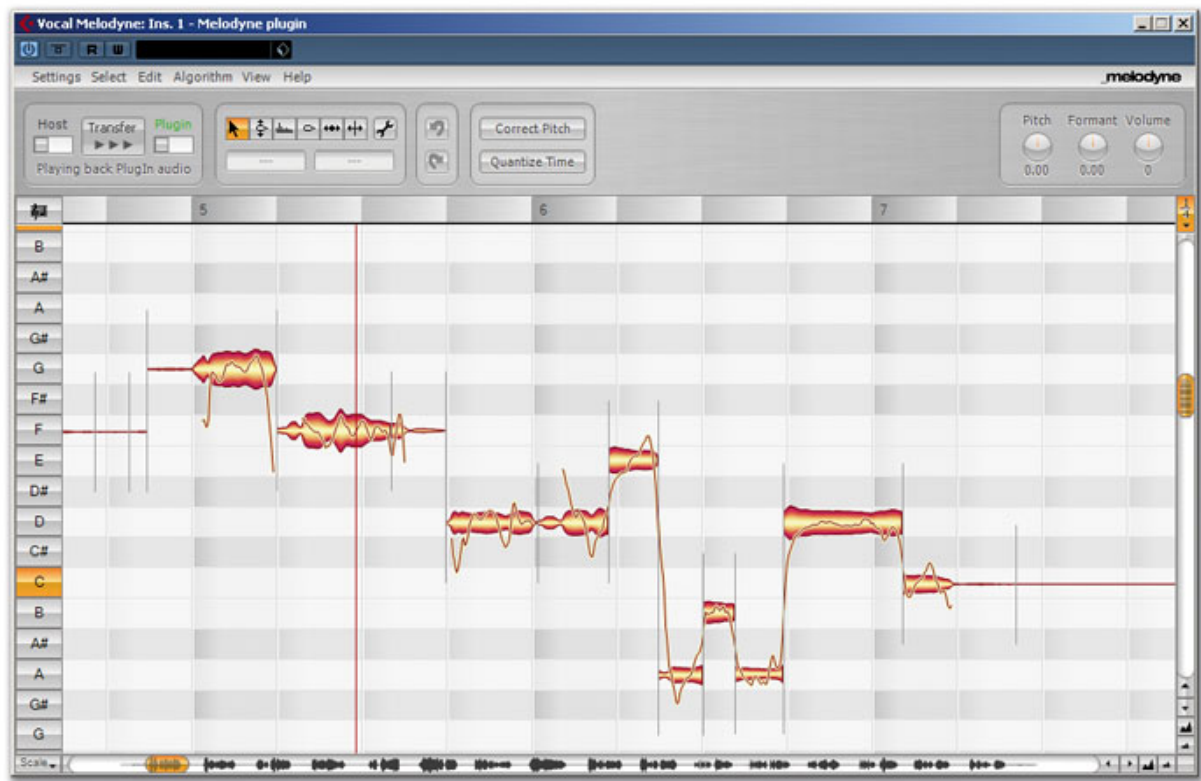 Vocal Melodyne: Ins. 1 - Melodyne plugin
R W
Settings Select Edit Algorithm View Help
_melodyne
Host Transfer Plugin
Playing back PlugIn audio
--- ---
Correct Pitch
Quantize Time
Pitch Formant Volume
0.00 0.00 0
5 6 7
B
A#
A
G#
G
F#
F
E
D#
D
C#
C
B
A#
A
G#
G
Scale